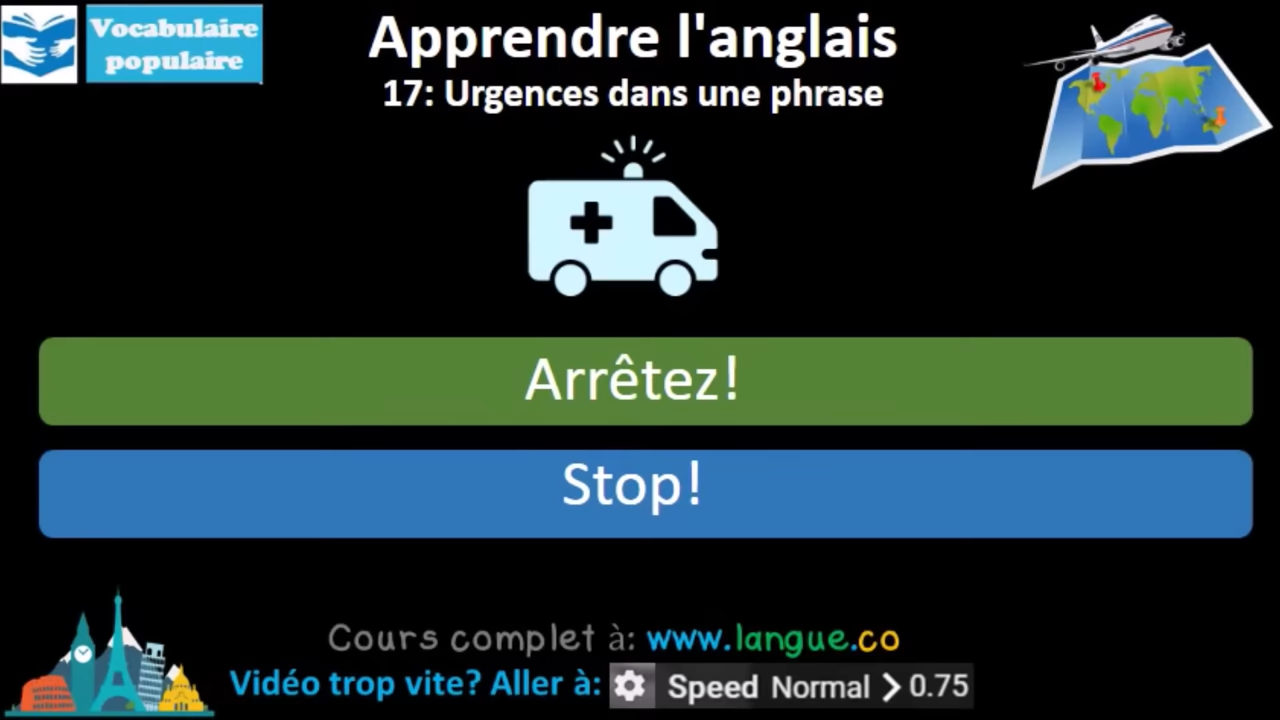 Vocabulaire
populaire
Apprendre l'anglais
17: Urgences dans une phrase
Arrêtez!
Stop!
Cours complet à: www.langue.co
Vidéo trop vite? Aller à: Speed Normal > 0.75